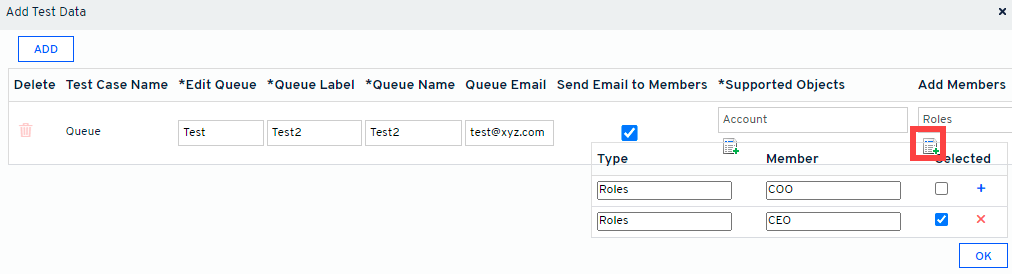 Add Test Data
ADD
Delete Test Case Name *Edit Queue *Queue Label *Queue Name Queue Email Send Email to Members *Supported Objects Add Members
Queue Test Test2 Test2 test@xyz.com Account Roles
Type Member Selected
Roles COO
Roles CEO
OK